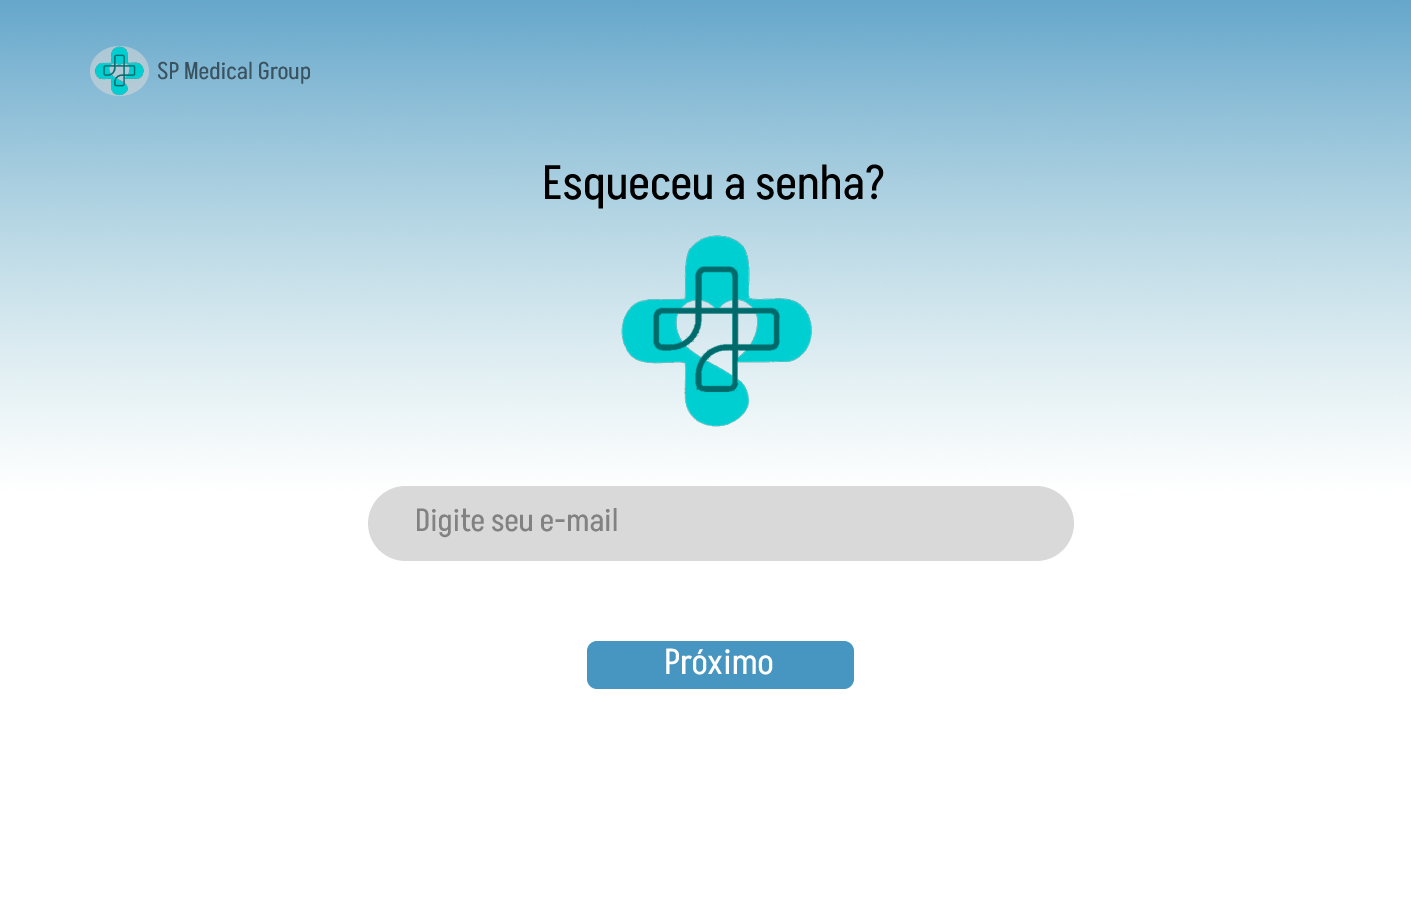 SP Medical Group
Esqueceu a senha?
Digite seu e-mail
Próximo